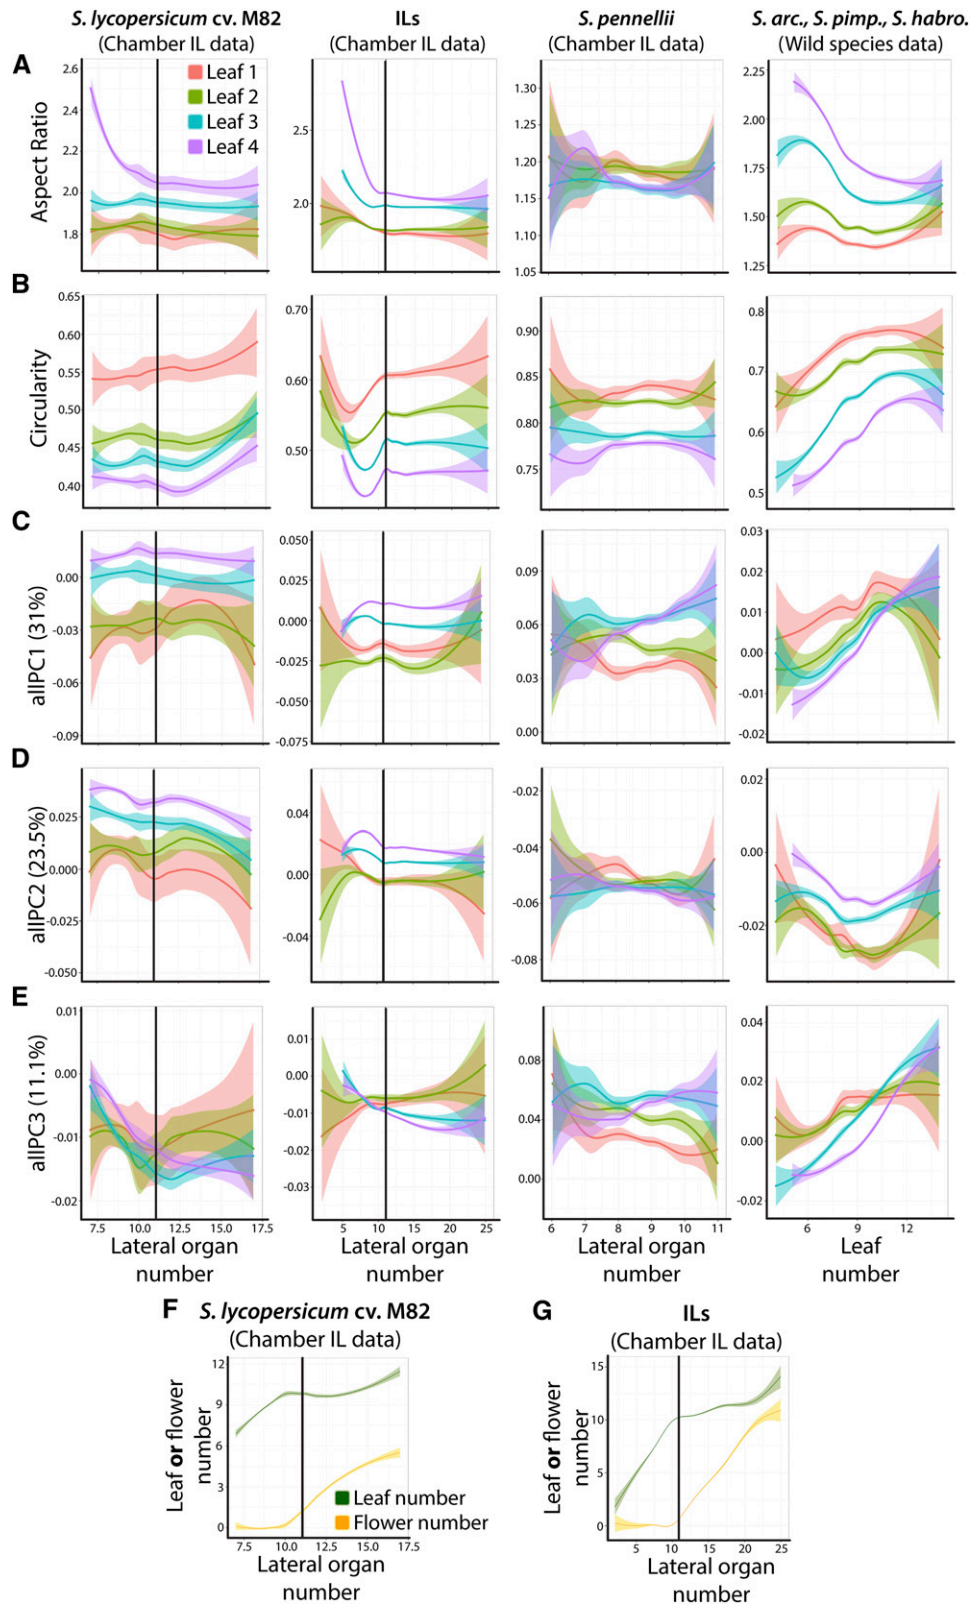 S. lycopersicum cv. M82
(Chamber IL data)
ILs
(Chamber IL data)
S. pennellii
(Chamber IL data)
S. arc., S. pimp., S. habro.
(Wild species data)
A
Aspect Ratio
2.6
2.4
2.2
2.0
1.8
Leaf 1
Leaf 2
Leaf 3
Leaf 4
2.5
2.0
1.30
1.25
1.20
1.15
1.10
1.05
2.25
2.00
1.75
1.50
1.25
B
Circularity
0.65
0.60
0.55
0.50
0.45
0.40
0.70
0.60
0.50
0.90
0.85
0.80
0.75
0.8
0.7
0.6
0.5
C
allPC1 (31%)
0.00
-0.03
-0.06
-0.09
0.050
0.025
0.000
-0.025
-0.050
-0.075
0.09
0.06
0.03
0.00
0.03
0.02
0.01
0.00
-0.01
-0.02
D
allPC2 (23.5%)
0.025
0.000
-0.025
-0.050
0.04
0.00
-0.04
-0.02
-0.04
-0.06
-0.08
0.02
0.00
-0.02
E
allPC3 (11.1%)
0.01
0.00
-0.01
-0.02
0.01
0.00
-0.01
-0.02
-0.03
0.08
0.04
0.00
0.04
0.02
0.00
-0.02
7.5 10.0 12.5 15.0 17.5
Lateral organ
number
5 10 15 20 25
Lateral organ
number
6 7 8 9 10 11
Lateral organ
number
6 9 12
Leaf
number
F
S. lycopersicum cv. M82
(Chamber IL data)
Leaf or flower
number
12
9
6
3
0
Leaf number
Flower number
7.5 10.0 12.5 15.0 17.5
Lateral organ
number
G
ILs
(Chamber IL data)
Leaf or flower
number
15
10
5
0
5 10 15 20 25
Lateral organ
number